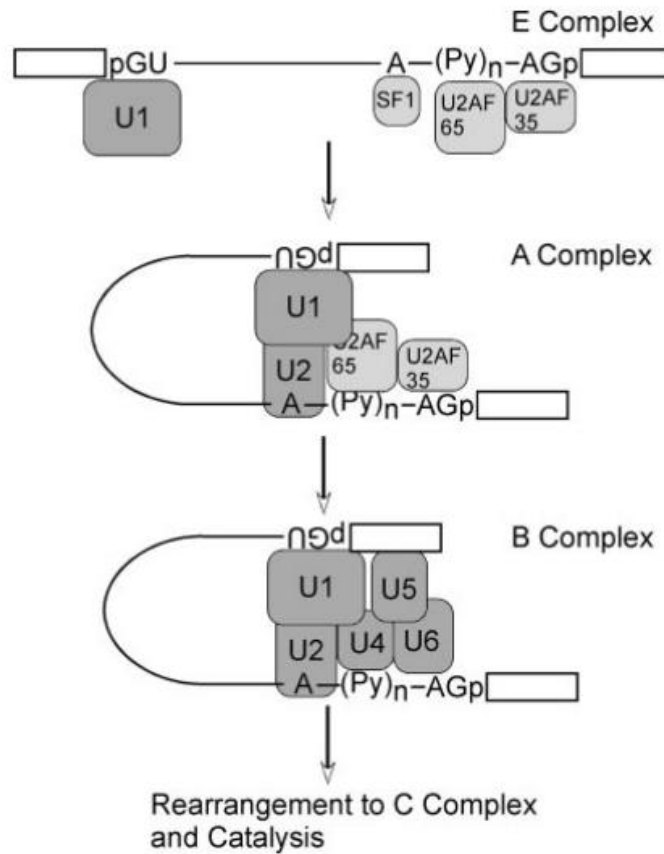 E Complex
pGU A (Py)n AGp
U1 SF1 U2AF 65 U2AF 35
pGU
A Complex
U1
U2AF 65
U2AF 35
U2
A (Py)n AGp
pGU
B Complex
U1 U5
U2 U4 U6
A (Py)n AGp
Rearrangement to C Complex
and Catalysis